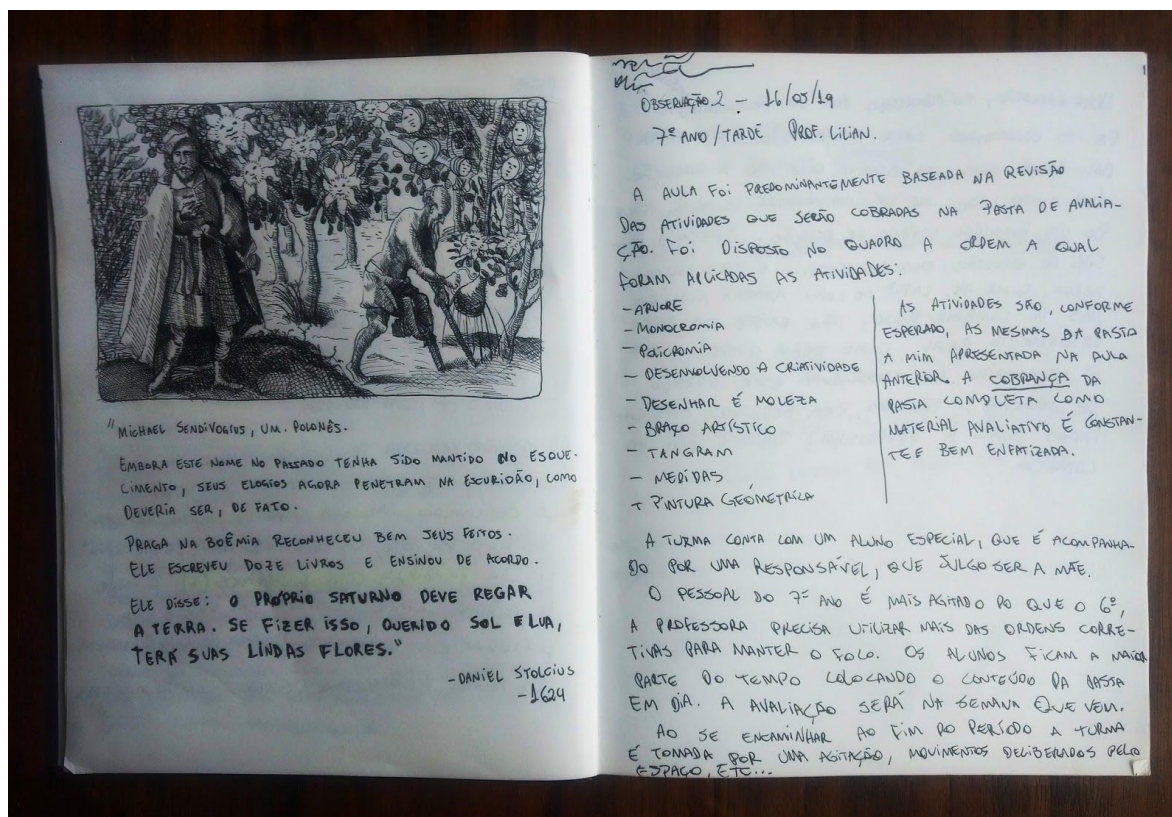 "MICHAEL SENDIVOGIUS, UM POLONÊS.
EMBORA ESTE NOME NO PASSADO TENHA SIDO MANTIDO NO ESQUE-
CIMENTO, SEUS ELOGIOS AGORA PENETRAM NA ESCURIDÃO, COMO
DEVERIA SER, DE FATO.
PRAGA NA BOÊMIA RECONHECEU BEM SEUS FEITOS.
ELE ESCREVEU DOZE LIVROS E ENSINOU DE ACORDO.
ELE DISSE: O PRÓPRIO SATURNO DEVE REGAR
A TERRA. SE FIZER ISSO, QUERIDO SOL E LUA,
TERÁ SUAS LINDAS FLORES."
-DANIEL STOLCIUS
-1624
OBSERVAÇÃO 2 - 16/05/19
7º ANO / TARDE PROF. LILIAN.
A AULA FOI PREDOMINANTEMENTE BASEADA NA REVISÃO
DAS ATIVIDADES QUE SERÃO COBRADAS NA PASTA DE AVALIA-
ÇÃO. FOI DISPOSTO NO QUADRO A ORDEM A QUAL
FORAM APLICADAS AS ATIVIDADES:
- ARVORE
- MONOCROMIA
- POLICROMIA
- DESENVOLVENDO A CRIATIVIDADE
- DESENHAR É MOLEZA
- BRAÇO ARTÍSTICO
- TANGRAM
- MEDIDAS
- PINTURA GEOMÉTRICA
AS ATIVIDADES SÃO, CONFORME
ESPERADO, AS MESMAS DA PASTA
A MIM APRESENTADA NA AULA
ANTERIOR. A COBRANÇA DA
PASTA COMPLETA COMO
MATERIAL AVALIATIVO É CONSTAN-
TE E BEM ENFATIZADA.
A TURMA CONTA COM UM ALUNO ESPECIAL, QUE É ACOMPANHA-
DO POR UMA RESPONSÁVEL, QUE JULGO SER A MÃE.
O PESSOAL DO 7º ANO É MAIS AGITADO DO QUE O 6º,
A PROFESSORA PRECISA UTILIZAR MAIS DAS ORDENS CORRE-
TIVAS PARA MANTER O FOCO. OS ALUNOS FICAM A MAIOR
PARTE DO TEMPO COLOCANDO O CONTEÚDO DA PASTA
EM DIA. A AVALIAÇÃO SERÁ NA SEMANA QUE VEM.
AO SE ENCAMINHAR AO FIM DO PERÍODO A TURMA
É TOMADA POR UMA AGITAÇÃO, MOVIMENTOS DELIBERADOS PELO
ESPAÇO, ETC...